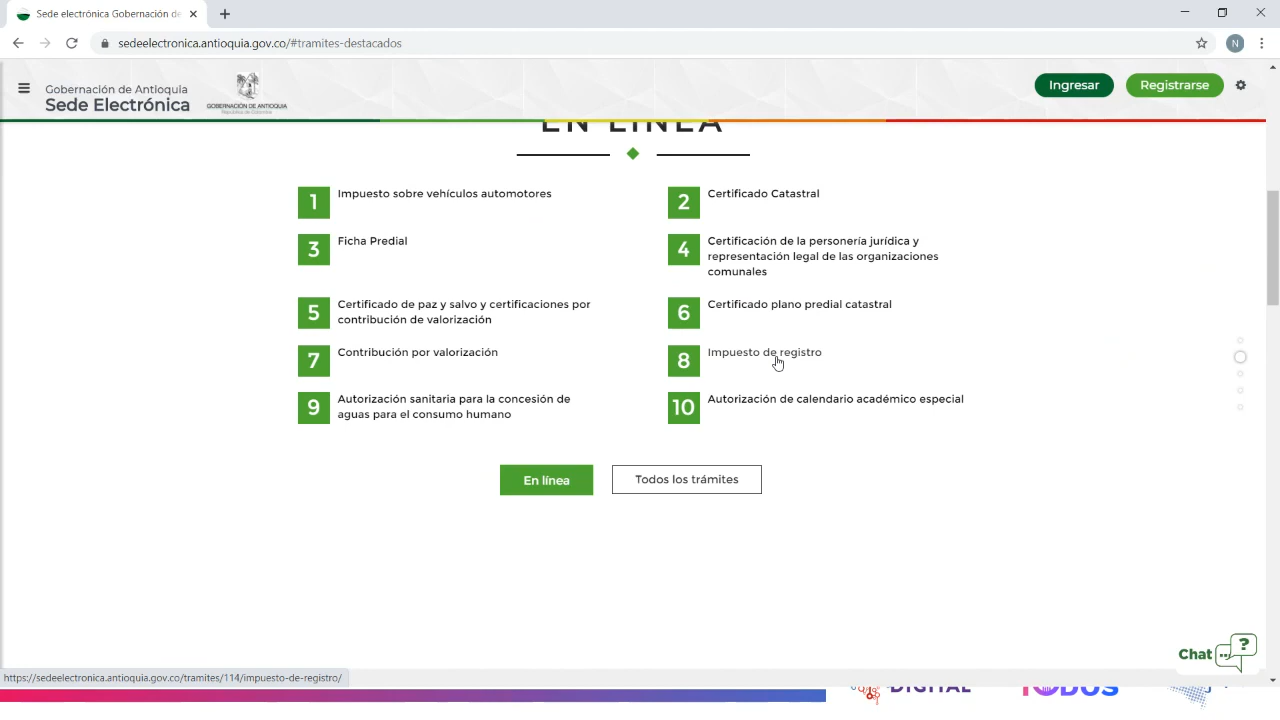 Sede electrónica Gobernación de
sedeelectronica.antioquia.gov.co/#tramites-destacados
N
Gobernación de Antioquia
Sede Electrónica
GOBERNACIÓN DE ANTIOQUIA
República de Colombia
Ingresar
Registrarse
EN LÍNEA
1 Impuesto sobre vehículos automotores
2 Certificado Catastral
3 Ficha Predial
4 Certificación de la personería jurídica y
representación legal de las organizaciones
comunales
5 Certificado de paz y salvo y certificaciones por
contribución de valorización
6 Certificado plano predial catastral
7 Contribución por valorización
8 Impuesto de registro
9 Autorización sanitaria para la concesión de
aguas para el consumo humano
10 Autorización de calendario académico especial
En línea
Todos los trámites
Chat
?
https://sedeelectronica.antioquia.gov.co/tramites/114/impuesto-de-registro/
DIGITAL
TODOS